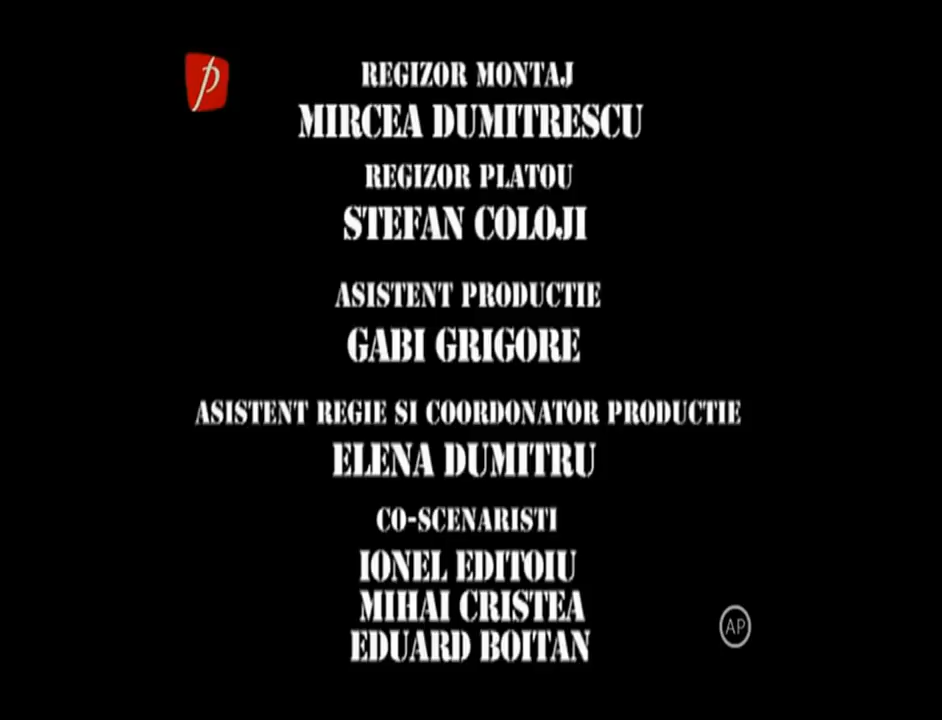 p
REGIZOR MONTAJ
MIRCEA DUMITRESCU
REGIZOR PLATOU
STEFAN COLOJI
ASISTENT PRODUCTIE
GABI GRIGORE
ASISTENT REGIE SI COORDONATOR PRODUCTIE
ELENA DUMITRU
CO-SCENARISTI
IONEL EDITOIU
MIHAI CRISTEA
EDUARD BOITAN
AP